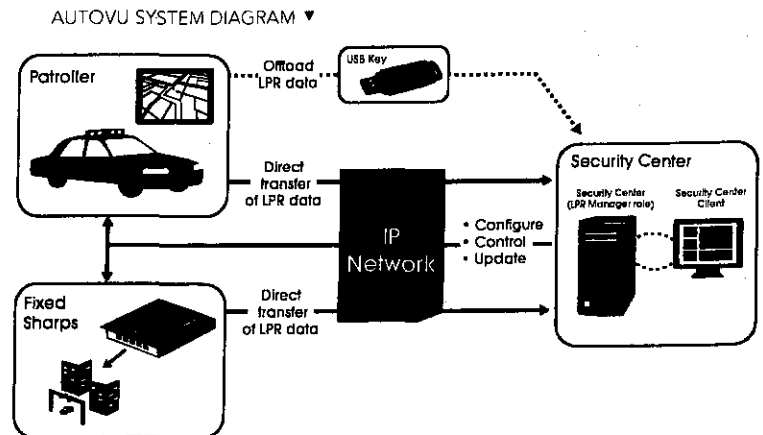 AUTOVU SYSTEM DIAGRAM ▼
Patroller
Offload
LPR data
USB Key
Direct
transfer
of LPR data
IP
Network
Security Center
Security Center
(LPR Manager role)
Security Center
Client
• Configure
• Control
• Update
Fixed
Sharps
Direct
transfer
of LPR data